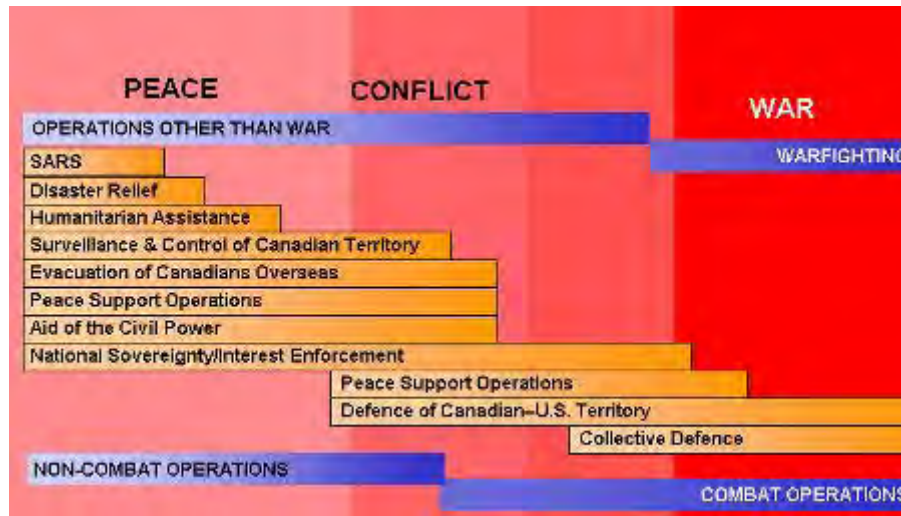 PEACE
CONFLICT
WAR
OPERATIONS OTHER THAN WAR
WARFIGHTING
SARS
Disaster Relief
Humanitarian Assistance
Surveillance & Control of Canadian Territory
Evacuation of Canadians Overseas
Peace Support Operations
Aid of the Civil Power
National Sovereignty/Interest Enforcement
Peace Support Operations
Defence of Canadian–U.S. Territory
Collective Defence
NON-COMBAT OPERATIONS
COMBAT OPERATIONS